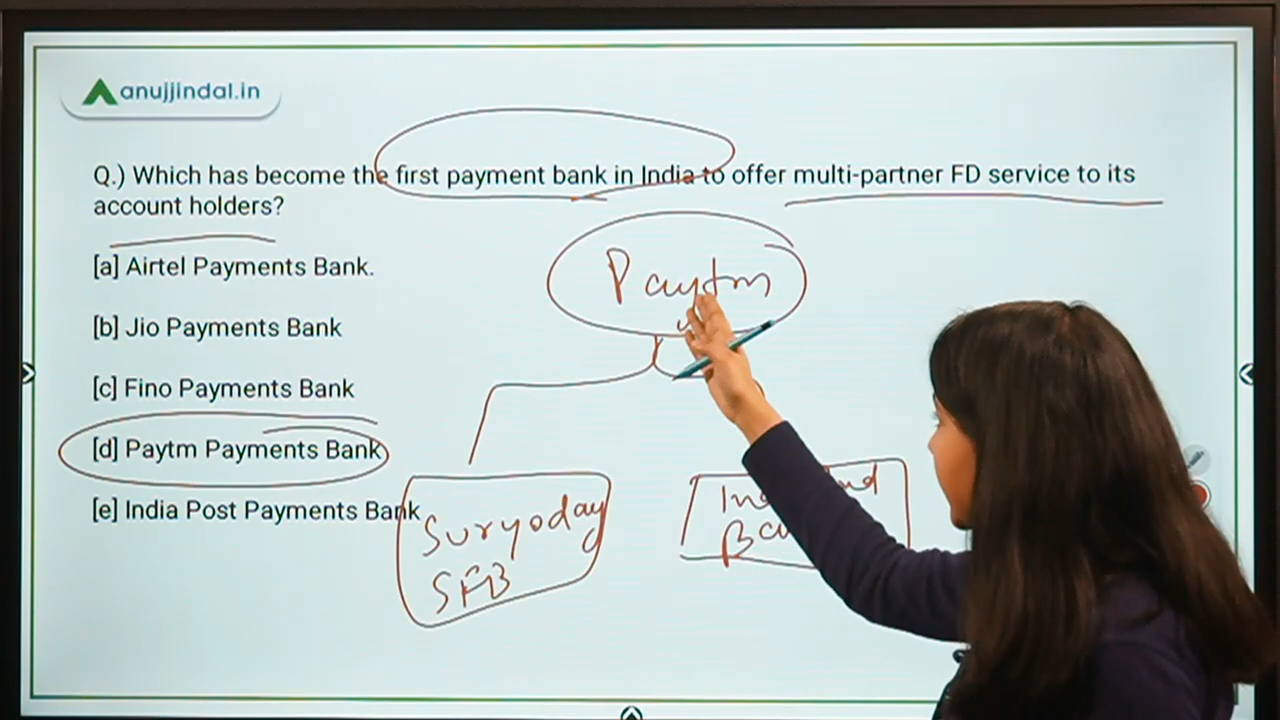 anujjindal.in
Q.) Which has become the first payment bank in India to offer multi-partner FD service to its
account holders?
[a] Airtel Payments Bank.
[b] Jio Payments Bank
[c] Fino Payments Bank
[d] Paytm Payments Bank
[e] India Post Payments Bank
Paytm
Suryoday
SFB